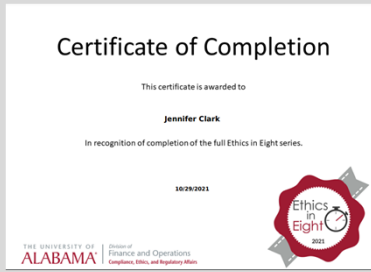 Certificate of Completion
This certificate is awarded to
Jennifer Clark
In recognition of completion of the full Ethics in Eight series.
10/29/2021
Ethics
in
Eight
2021
THE UNIVERSITY OF
ALABAMA
Division of
Finance and Operations
Compliance, Ethics, and Regulatory Affairs